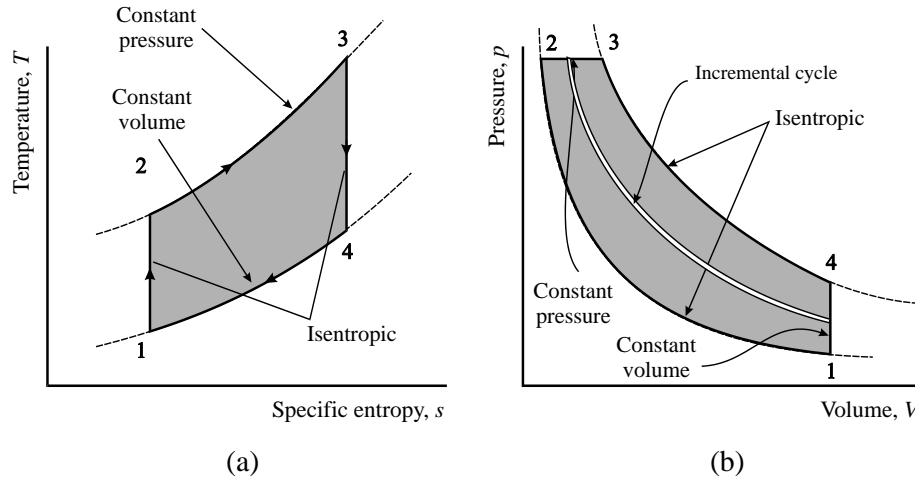 Temperature, T
Constant
pressure
3
Constant
volume
2
4
Isentropic
1
Specific entropy, s
(a)
Pressure, p
2
3
Incremental cycle
Isentropic
4
Constant
pressure
Constant
volume
1
Volume, V
(b)